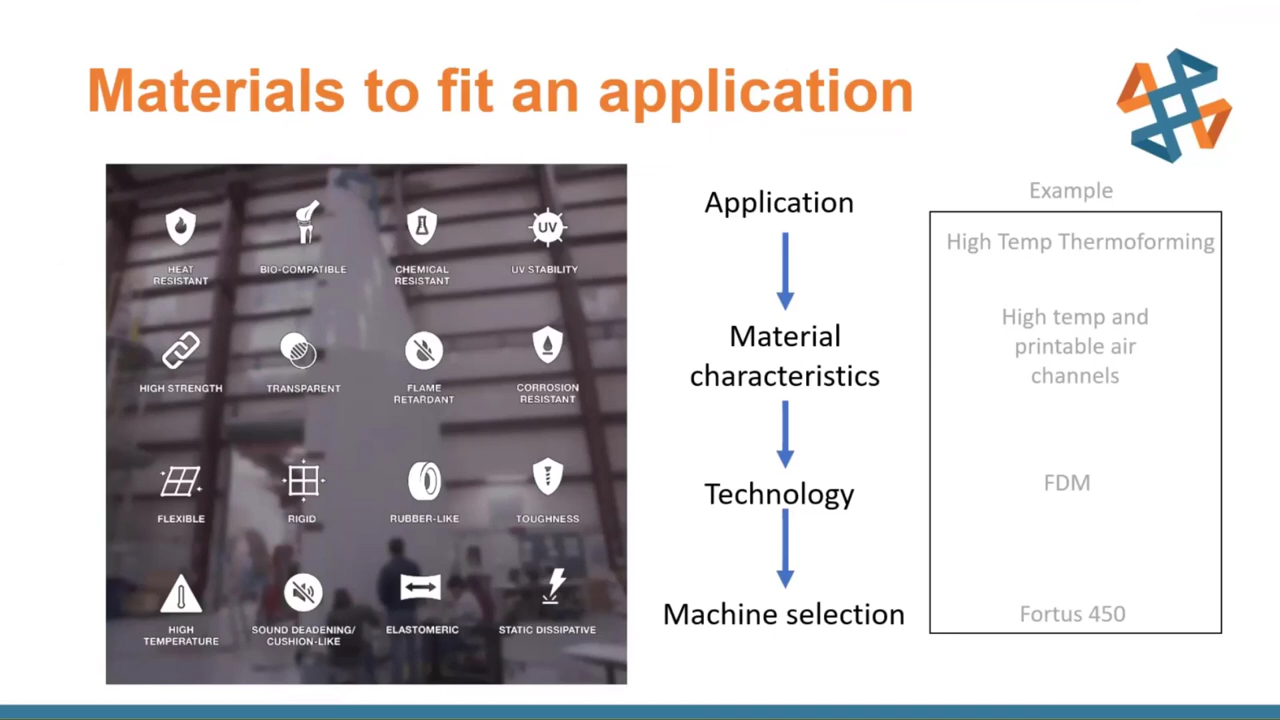 Materials to fit an application
HEAT
RESISTANT
BIO-COMPATIBLE
CHEMICAL
RESISTANT
UV
UV STABILITY
HIGH STRENGTH
TRANSPARENT
FLAME
RETARDANT
CORROSION
RESISTANT
FLEXIBLE
RIGID
RUBBER-LIKE
TOUGHNESS
HIGH
TEMPERATURE
SOUND DEADENING/
CUSHION-LIKE
ELASTOMERIC
STATIC DISSIPATIVE
Application
Material
characteristics
Technology
Machine selection
Example
High Temp Thermoforming
High temp and
printable air
channels
FDM
Fortus 450